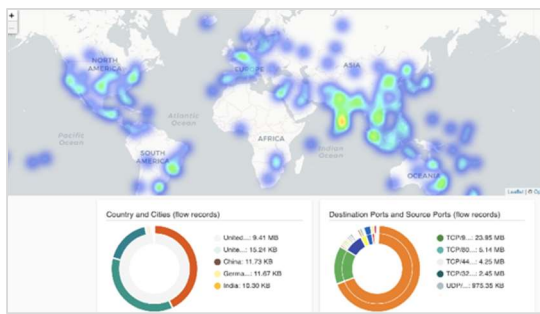 +
NORTH
AMERICA
EUROPE
ASIA
Atlantic
Ocean
Pacific
Ocean
AFRICA
Indian
Ocean
SOUTH
AMERICA
OCEANIA
Leaflet | ©
Country and Cities (flow records)
United...: 9.41 MB
Unite...: 15.21 KB
China: 11.73 KB
Germa...: 11.67 KB
India: 10.30 KB
Destination Ports and Source Ports (flow records)
TCP/9...: 23.95 MB
TCP/80...: 5.14 MB
TCP/44...: 4.25 MB
TCP/32...: 2.45 MB
UDP/...: 975.35 KB